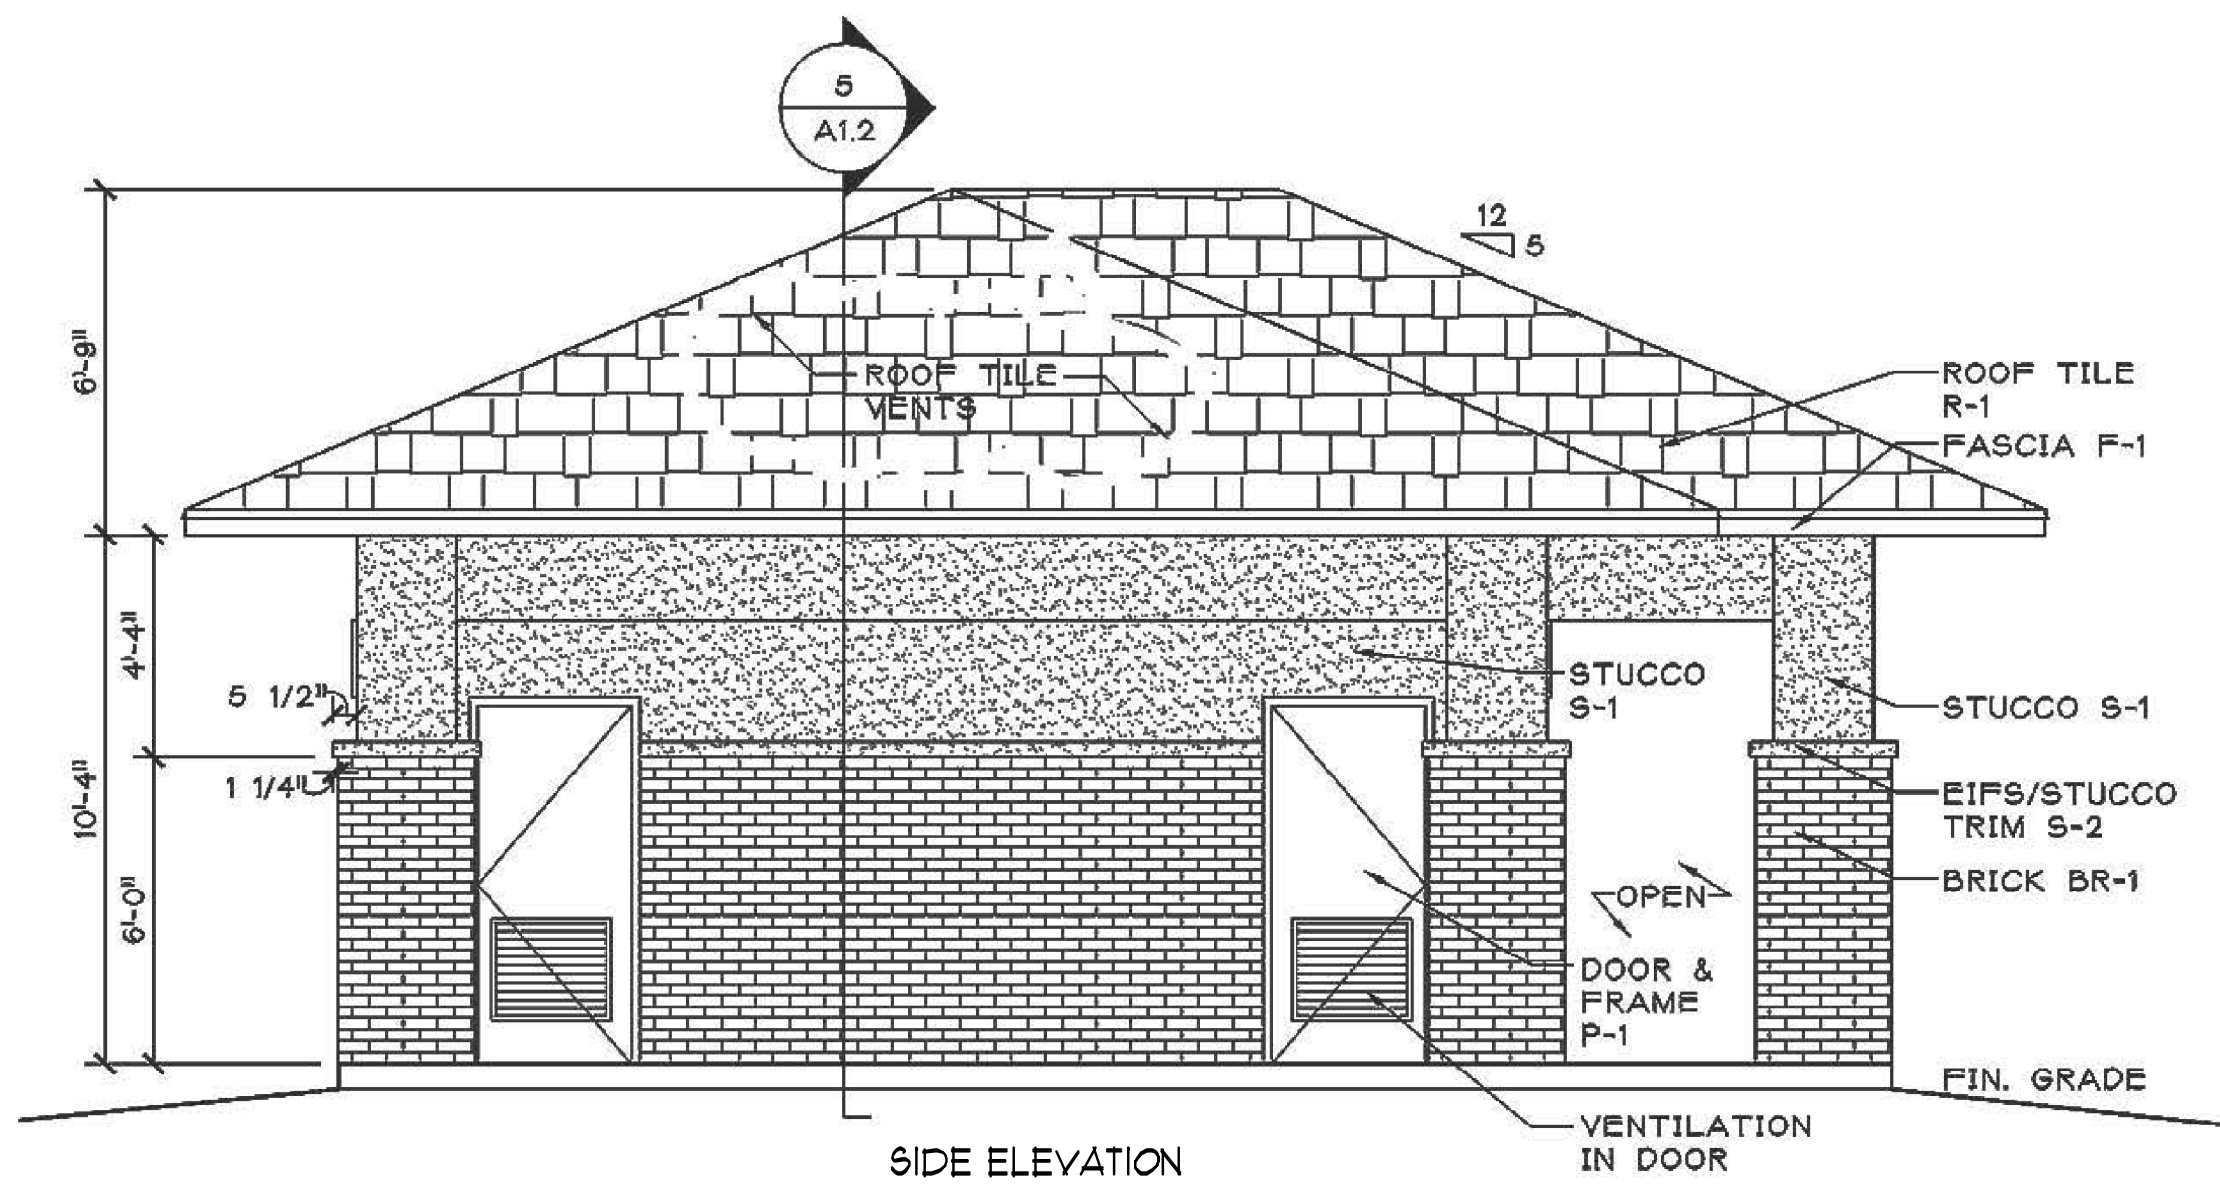 5
A1.2
12
5
6'-9"
ROOF TILE
VENTS
ROOF TILE
R-1
FASCIA F-1
4'-4"
5 1/2"
STUCCO
S-1
STUCCO S-1
10'-4"
1 1/4"
EIFS/STUCCO
TRIM S-2
BRICK BR-1
6'-0"
OPEN
DOOR &
FRAME
P-1
FIN. GRADE
VENTILATION
IN DOOR
SIDE ELEVATION